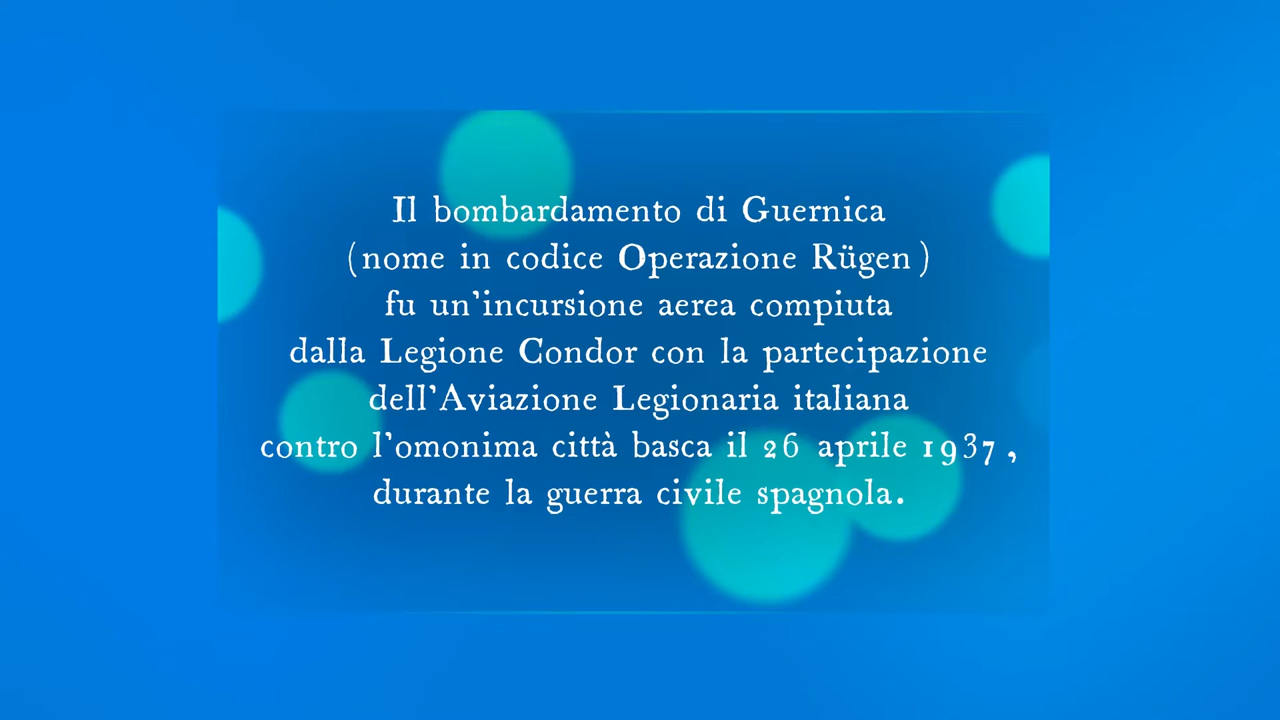 Il bombardamento di Guernica
(nome in codice Operazione Rügen)
fu un'incursione aerea compiuta
dalla Legione Condor con la partecipazione
dell'Aviazione Legionaria italiana
contro l'omonima città basca il 26 aprile 1937,
durante la guerra civile spagnola.